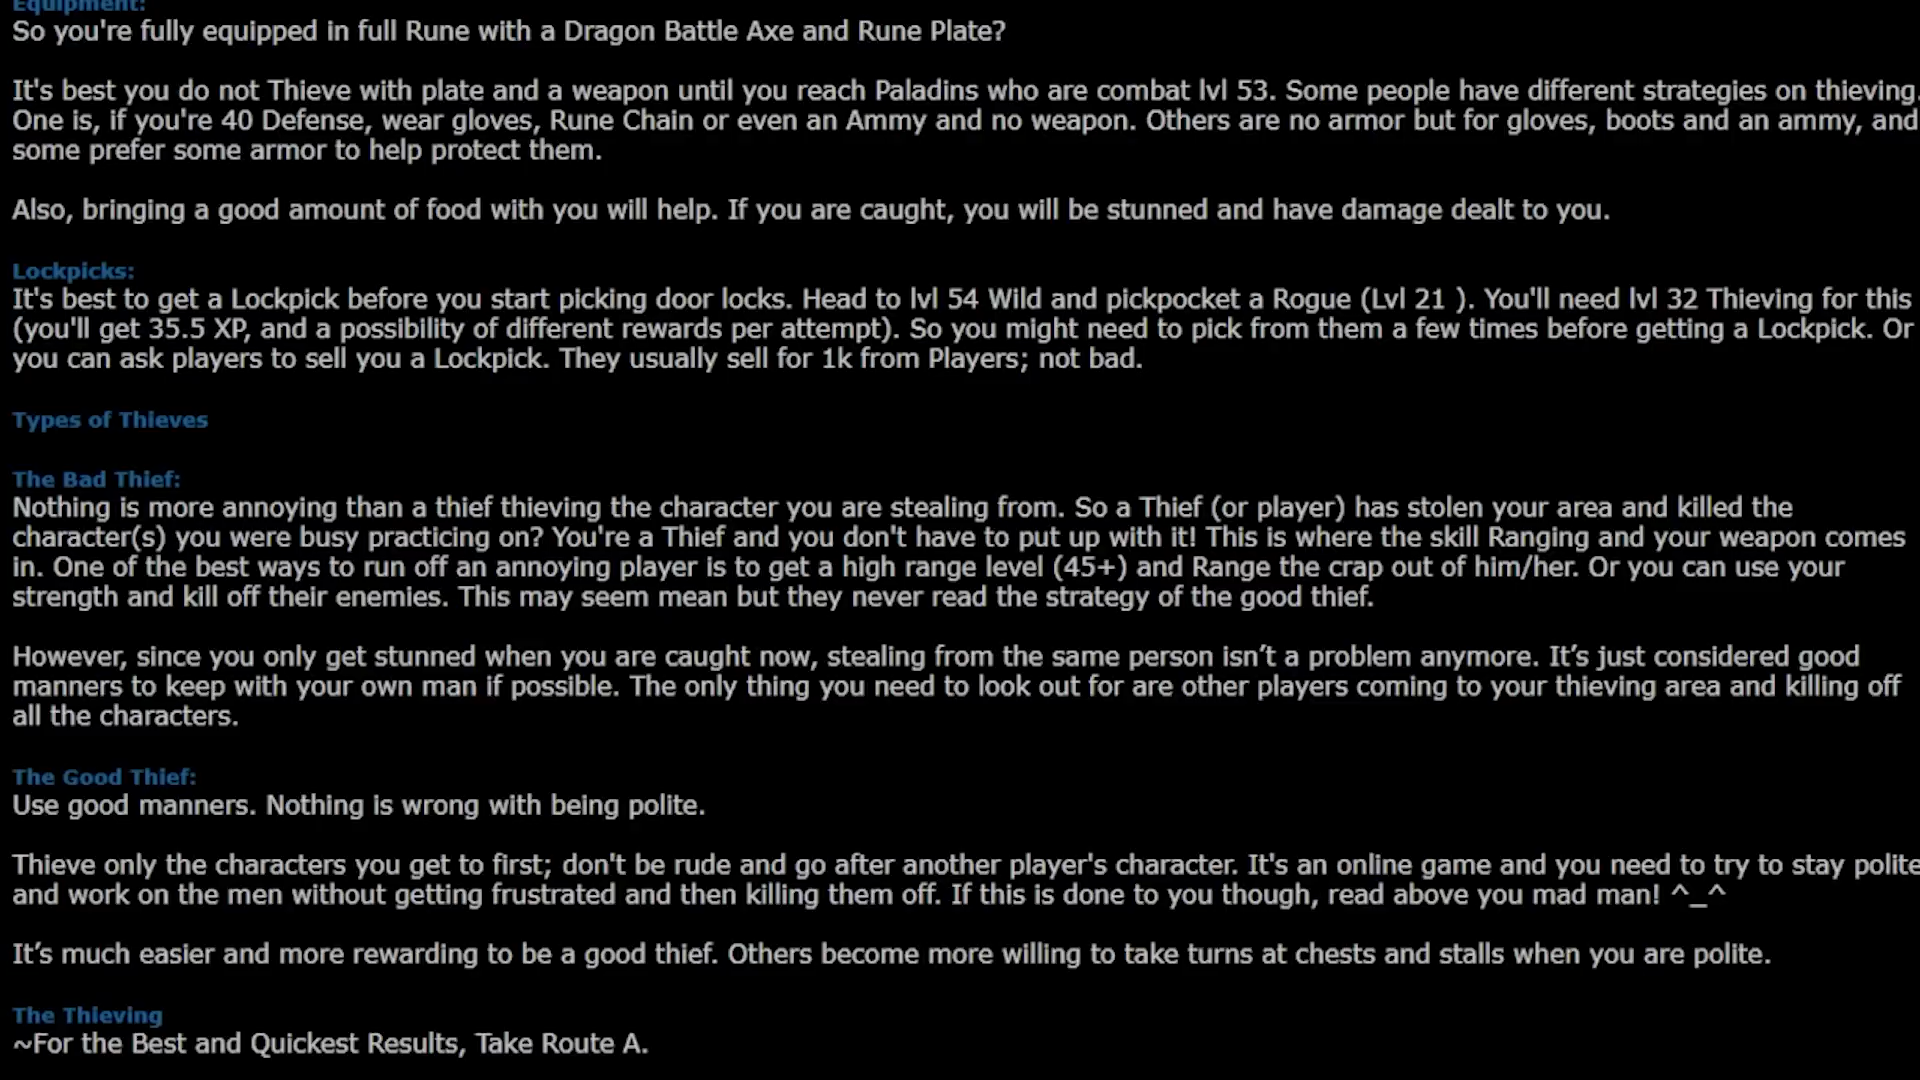 Equipment:
So you're fully equipped in full Rune with a Dragon Battle Axe and Rune Plate?
It's best you do not Thieve with plate and a weapon until you reach Paladins who are combat lvl 53. Some people have different strategies on thieving.
One is, if you're 40 Defense, wear gloves, Rune Chain or even an Ammy and no weapon. Others are no armor but for gloves, boots and an ammy, and
some prefer some armor to help protect them.
Also, bringing a good amount of food with you will help. If you are caught, you will be stunned and have damage dealt to you.
Lockpicks:
It's best to get a Lockpick before you start picking door locks. Head to lvl 54 Wild and pickpocket a Rogue (Lvl 21 ). You'll need lvl 32 Thieving for this
(you'll get 35.5 XP, and a possibility of different rewards per attempt). So you might need to pick from them a few times before getting a Lockpick. Or
you can ask players to sell you a Lockpick. They usually sell for 1k from Players; not bad.
Types of Thieves
The Bad Thief:
Nothing is more annoying than a thief thieving the character you are stealing from. So a Thief (or player) has stolen your area and killed the
character(s) you were busy practicing on? You're a Thief and you don't have to put up with it! This is where the skill Ranging and your weapon comes
in. One of the best ways to run off an annoying player is to get a high range level (45+) and Range the crap out of him/her. Or you can use your
strength and kill off their enemies. This may seem mean but they never read the strategy of the good thief.
However, since you only get stunned when you are caught now, stealing from the same person isn’t a problem anymore. It’s just considered good
manners to keep with your own man if possible. The only thing you need to look out for are other players coming to your thieving area and killing off
all the characters.
The Good Thief:
Use good manners. Nothing is wrong with being polite.
Thieve only the characters you get to first; don't be rude and go after another player's character. It's an online game and you need to try to stay polite
and work on the men without getting frustrated and then killing them off. If this is done to you though, read above you mad man! ^_^
It’s much easier and more rewarding to be a good thief. Others become more willing to take turns at chests and stalls when you are polite.
The Thieving
~For the Best and Quickest Results, Take Route A.